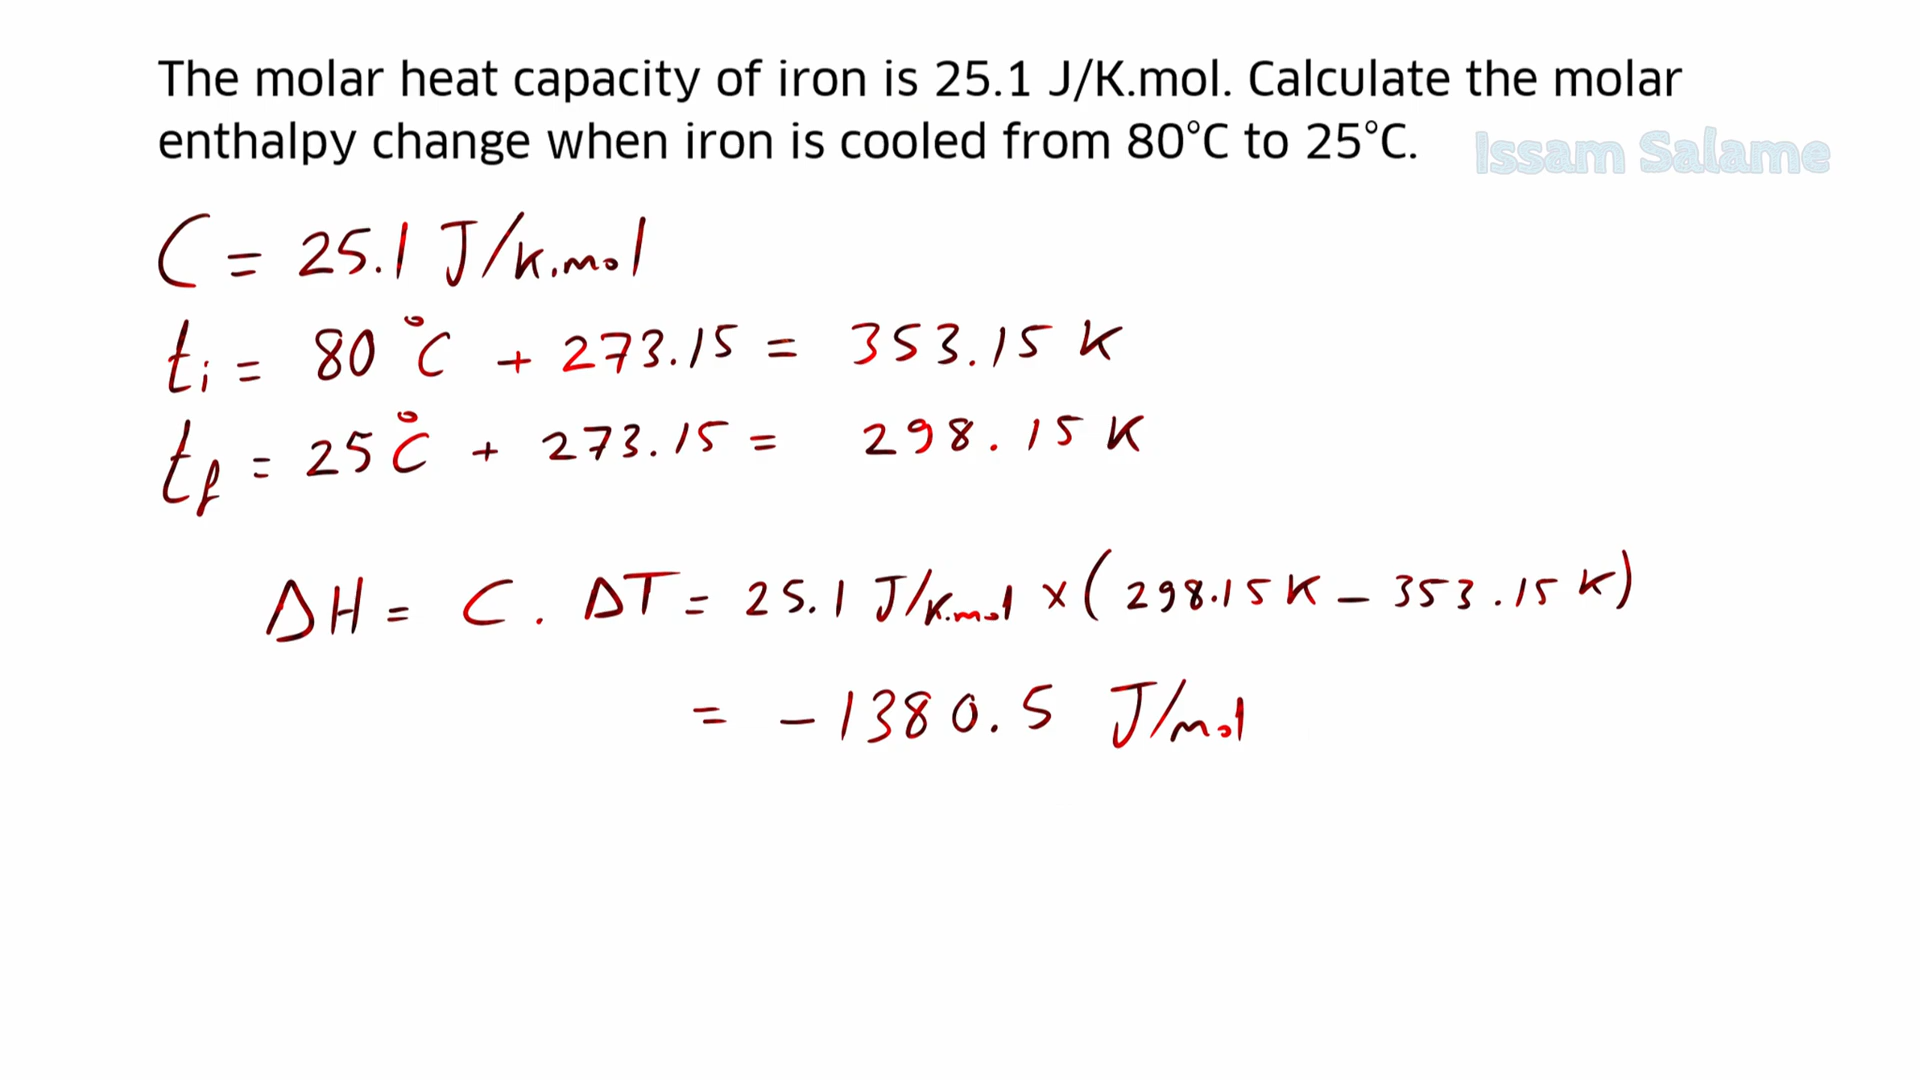 The molar heat capacity of iron is 25.1 J/K.mol. Calculate the molar
enthalpy change when iron is cooled from 80°C to 25°C.
Issam Salame
C = 25.1 J/K.mol
ti = 80 °C + 273.15 = 353.15 K
tf = 25 °C + 273.15 = 298.15 K
ΔH = C . ΔT = 25.1 J/K.mol × (298.15 K – 353.15 K)
= – 1380.5 J/mol